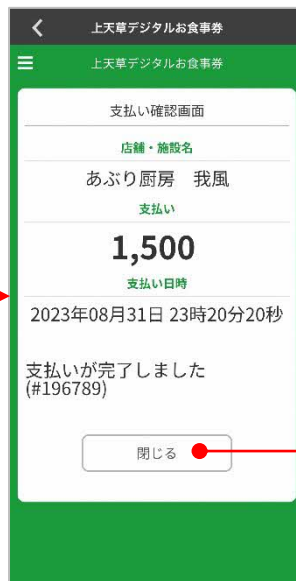 上天草デジタルお食事券
上天草デジタルお食事券
支払い確認画面
店舗・施設名
あぶり厨房　我風
支払い
1,500
支払い日時
2023年08月31日 23時20分20秒
支払いが完了しました
(#196789)
閉じる